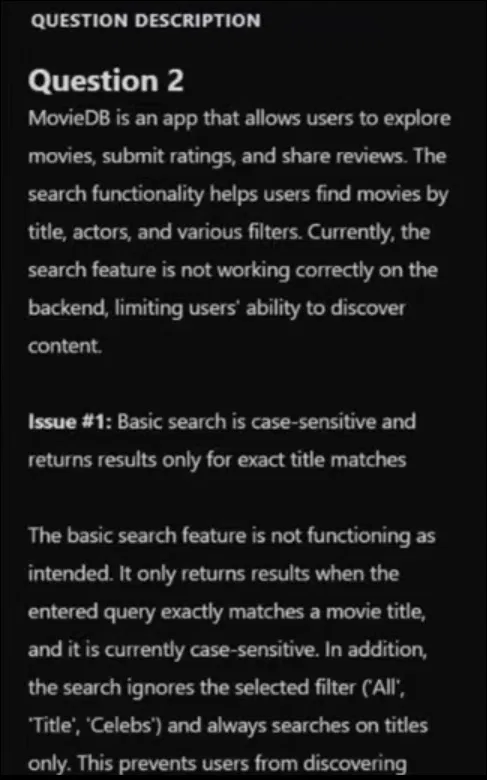 QUESTION DESCRIPTION
Question 2
MovieDB is an app that allows users to explore
movies, submit ratings, and share reviews. The
search functionality helps users find movies by
title, actors, and various filters. Currently, the
search feature is not working correctly on the
backend, limiting users' ability to discover
content.
Issue #1: Basic search is case-sensitive and
returns results only for exact title matches
The basic search feature is not functioning as
intended. It only returns results when the
entered query exactly matches a movie title,
and it is currently case-sensitive. In addition,
the search ignores the selected filter ('All',
'Title', 'Celebs') and always searches on titles
only. This prevents users from discovering